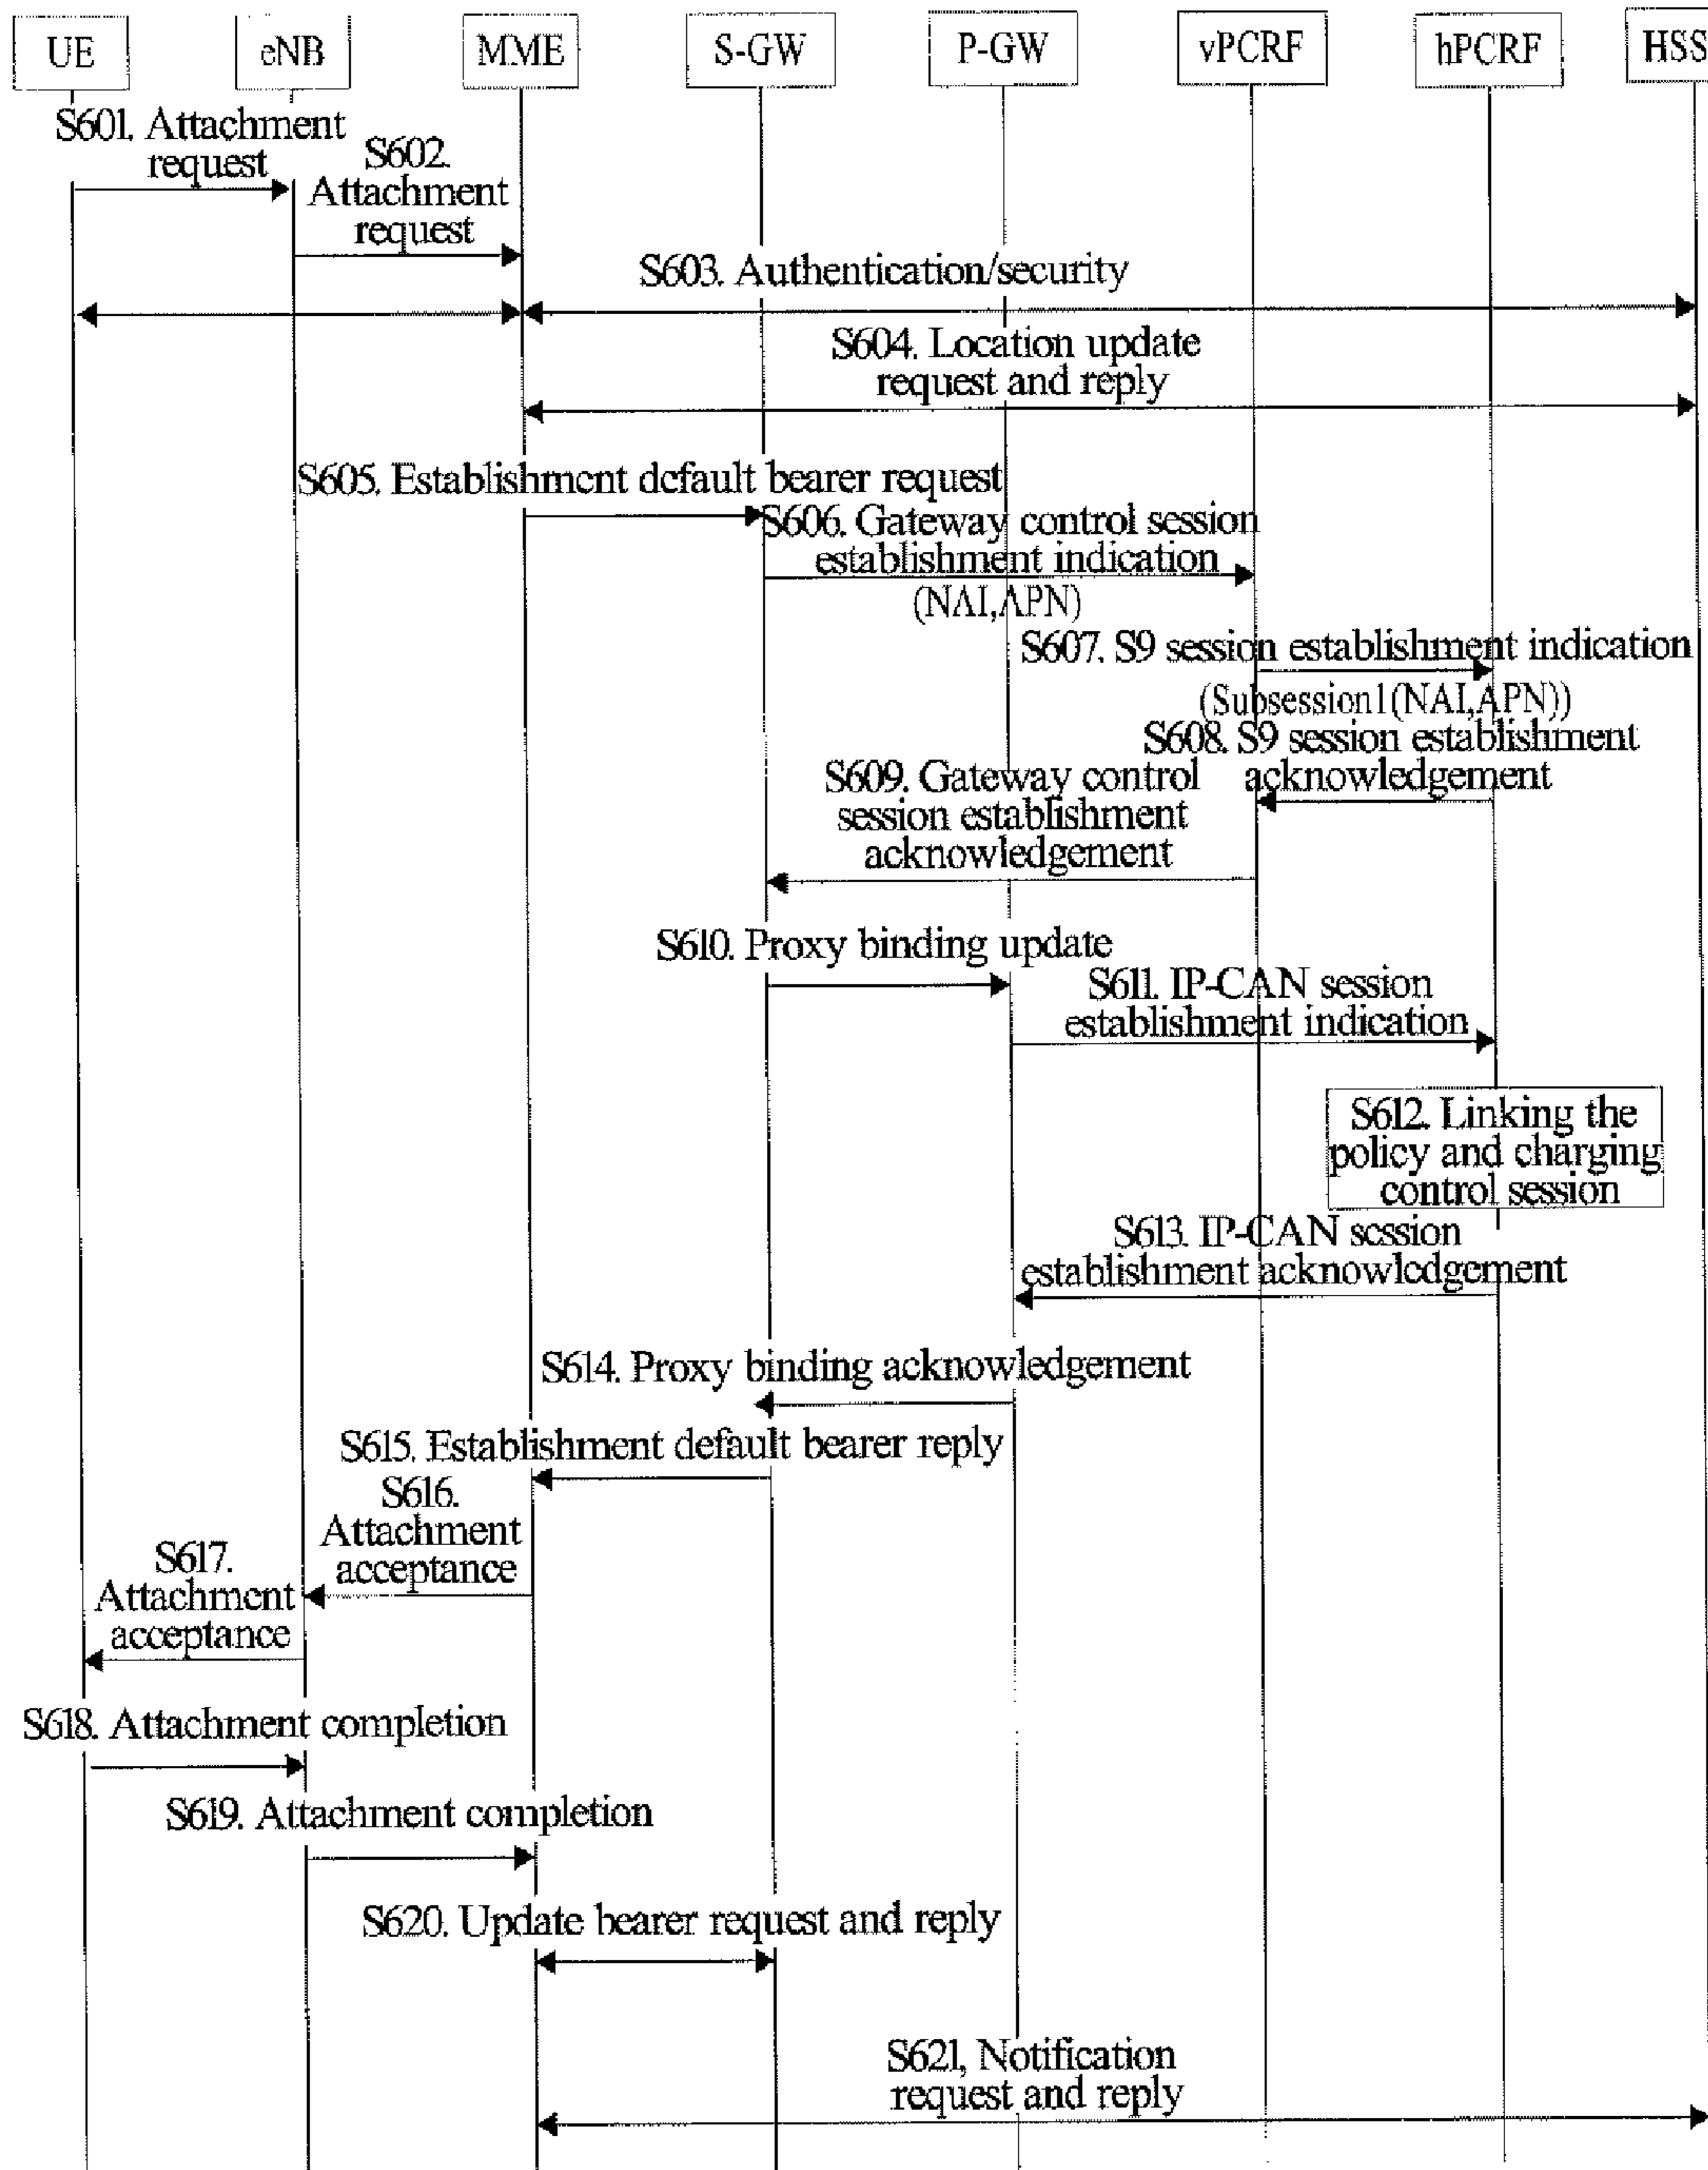 UE eNB MME S-GW P-GW vPCRF hPCRF HSS
S601. Attachment
request
S602.
Attachment
request
S603. Authentication/security
S604. Location update
request and reply
S605. Establishment default bearer request
S606. Gateway control session
establishment indication
(NAI,APN)
S607. S9 session establishment indication
(Subsession1(NAI,APN))
S608. S9 session establishment
acknowledgement
S609. Gateway control
session establishment
acknowledgement
S610. Proxy binding update
S611. IP-CAN session
establishment indication
S612. Linking the
policy and charging
control session
S613. IP-CAN session
establishment acknowledgement
S614. Proxy binding acknowledgement
S615. Establishment default bearer reply
S616.
Attachment
acceptance
S617.
Attachment
acceptance
S618. Attachment completion
S619. Attachment completion
S620. Update bearer request and reply
S621, Notification
request and reply